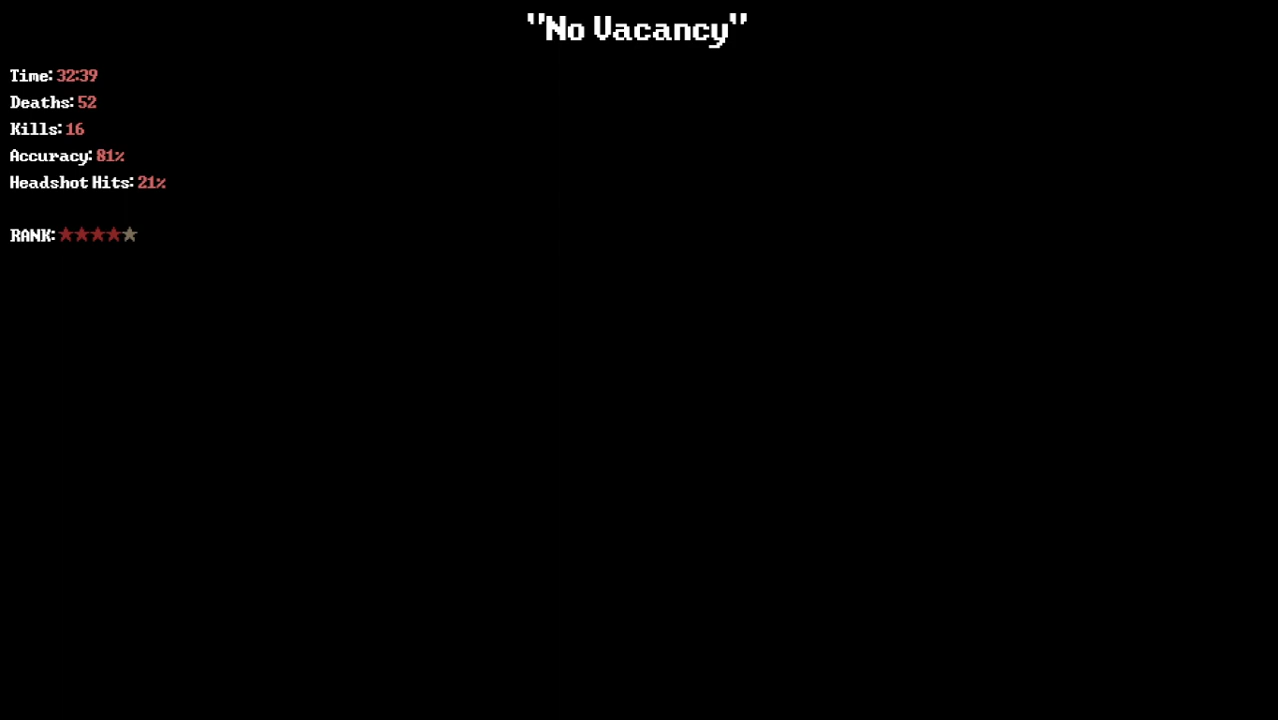 "No Vacancy"
Time: 32:39
Deaths: 52
Kills: 16
Accuracy: 81%
Headshot Hits: 21%
RANK: ★★★★★